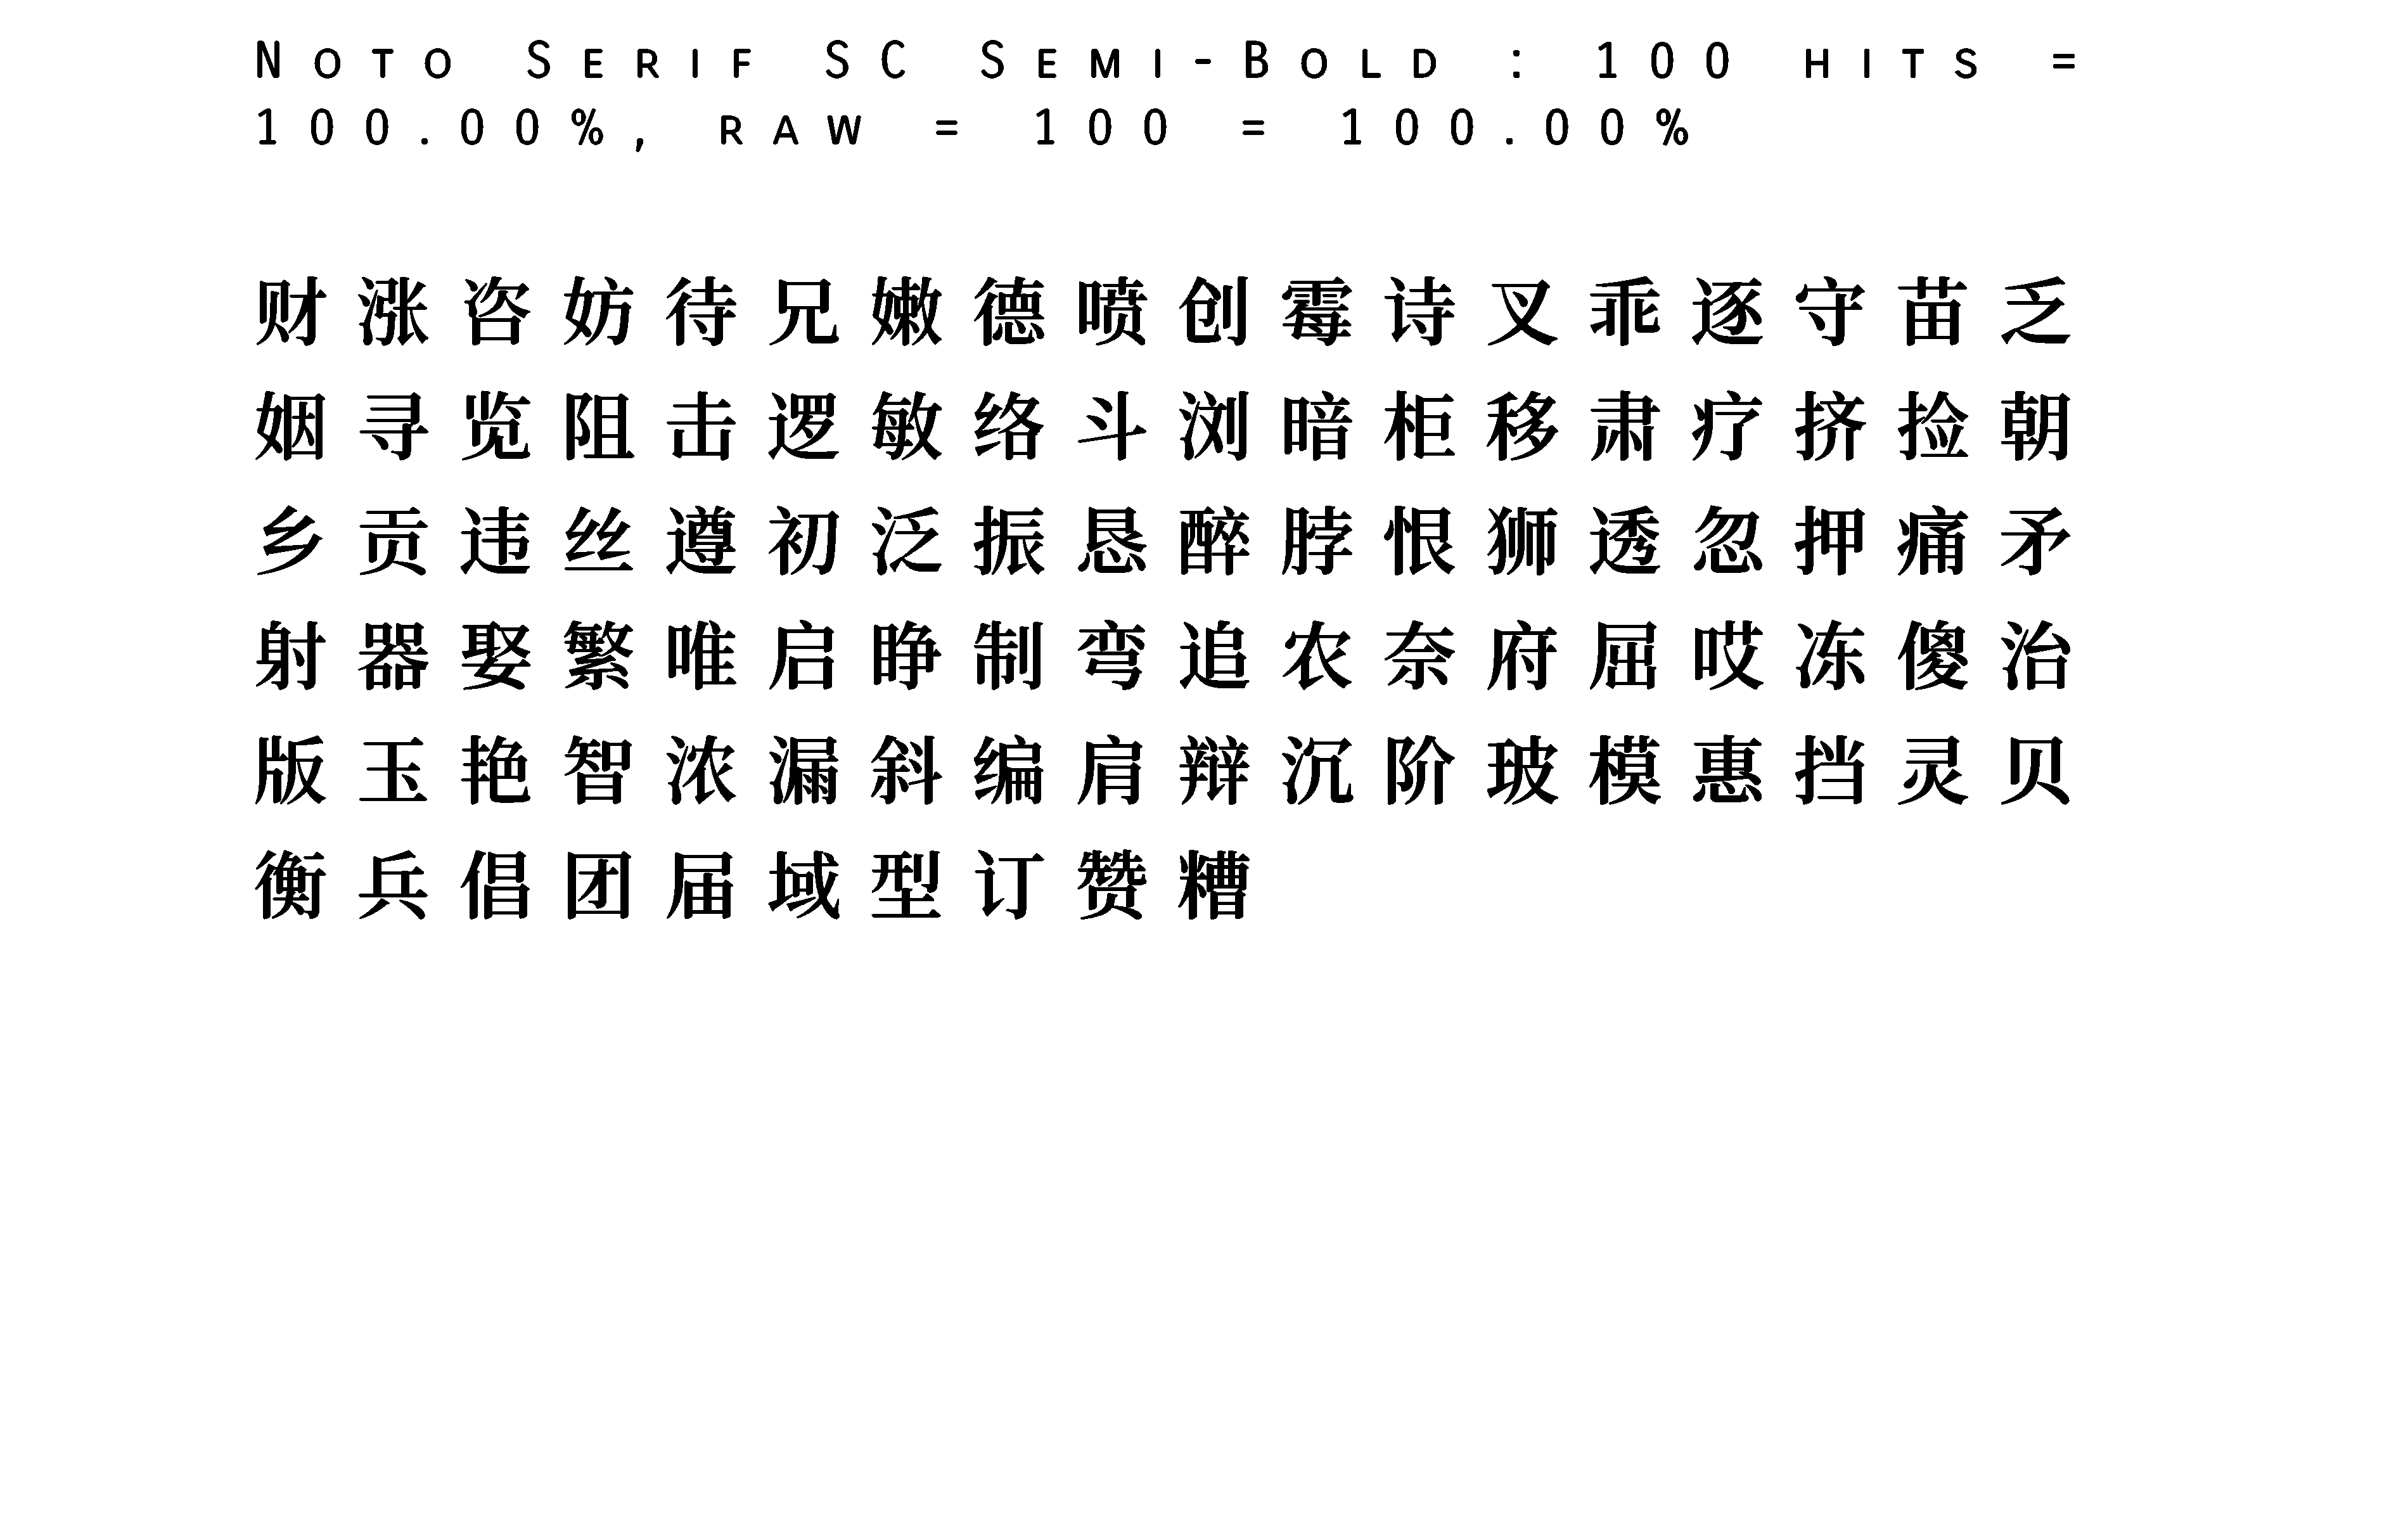 Noto Serif SC Semi-Bold : 100 hits =
100.00%, raw = 100 = 100.00%
财涨咨妨待兄嫩德喷创霉诗叉乖逐守苗乏
姻寻览阻击逻敏络斗浏暗柜移肃疗挤捡朝
乡贡违丝遵初泛振恳醉脖恨狮透忽押痛矛
射器娶繁唯启睁制弯追农奈府屈哎冻傻治
版玉艳智浓漏斜编肩辩沉阶玻模惠挡灵贝
衡兵倡团届域型订赞糟